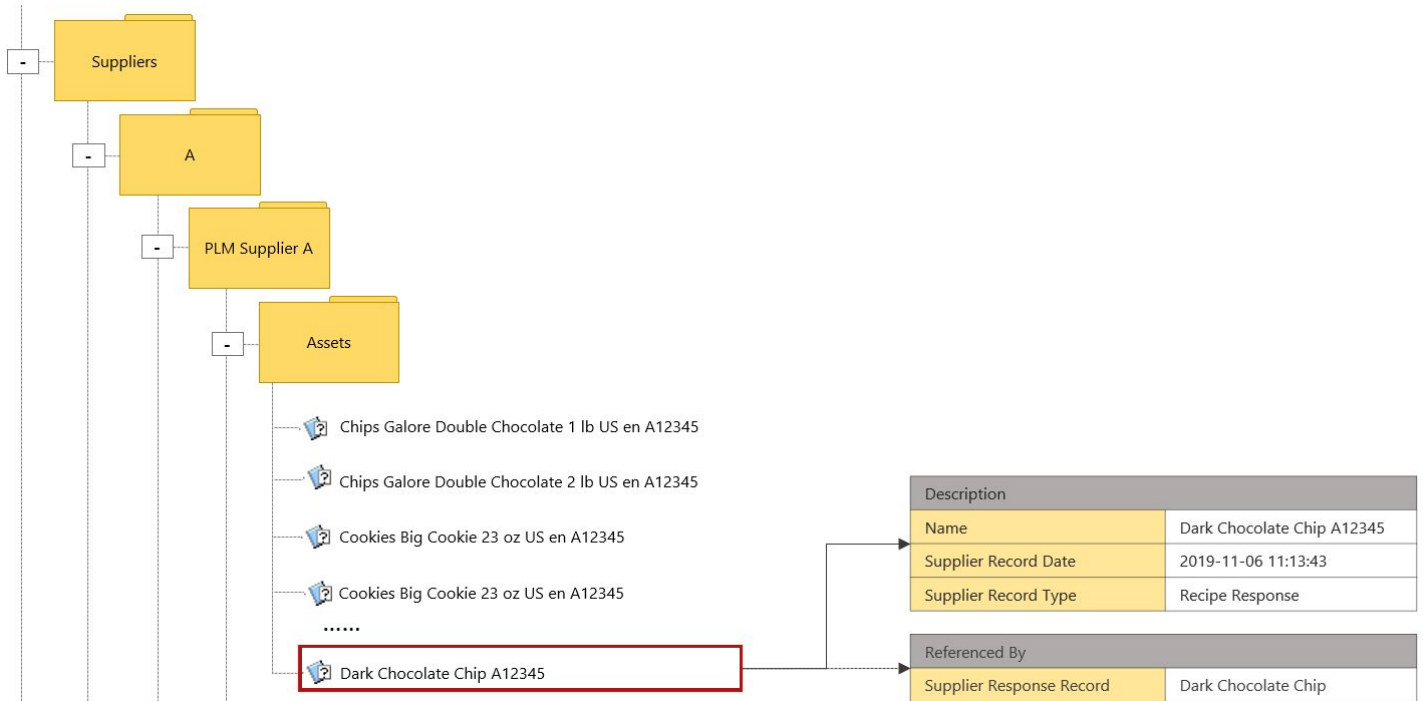 -
Suppliers
-
A
-
PLM Supplier A
-
Assets
Chips Galore Double Chocolate 1 lb US en A12345
Chips Galore Double Chocolate 2 lb US en A12345
Cookies Big Cookie 23 oz US en A12345
Cookies Big Cookie 23 oz US en A12345
......
Dark Chocolate Chip A12345
Description
Name Dark Chocolate Chip A12345
Supplier Record Date 2019-11-06 11:13:43
Supplier Record Type Recipe Response
Referenced By
Supplier Response Record Dark Chocolate Chip